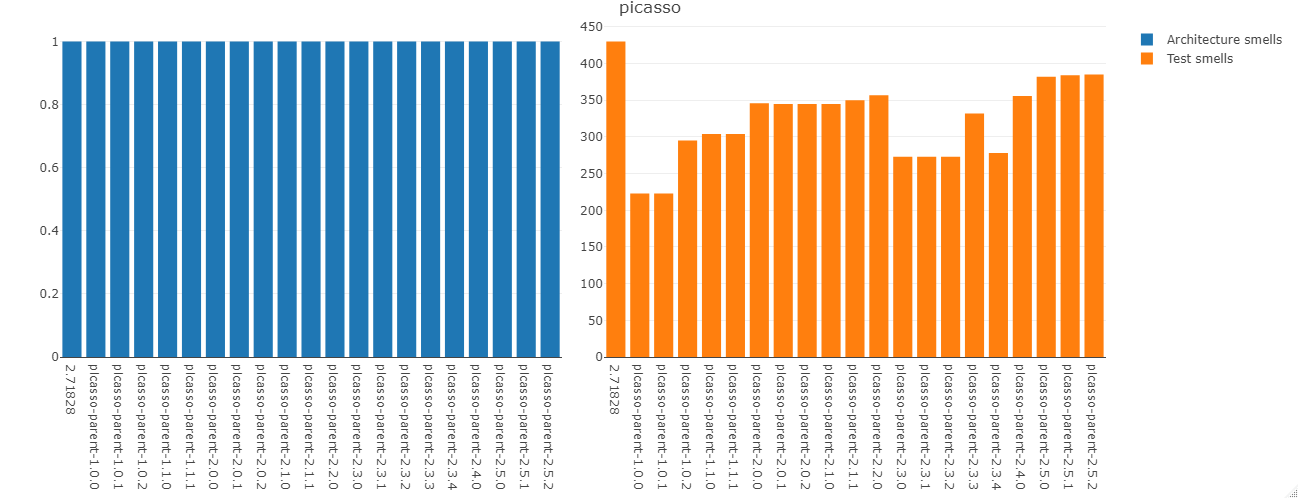 picasso
1
0.8
0.6
0.4
0.2
0
2.71828
picasso-parent-1.0.0
picasso-parent-1.0.1
picasso-parent-1.0.2
picasso-parent-1.1.0
picasso-parent-1.1.1
picasso-parent-2.0.0
picasso-parent-2.0.1
picasso-parent-2.0.2
picasso-parent-2.1.0
picasso-parent-2.1.1
picasso-parent-2.2.0
picasso-parent-2.3.0
picasso-parent-2.3.1
picasso-parent-2.3.2
picasso-parent-2.3.3
picasso-parent-2.3.4
picasso-parent-2.4.0
picasso-parent-2.5.0
picasso-parent-2.5.1
picasso-parent-2.5.2
450
400
350
300
250
200
150
100
50
0
2.71828
picasso-parent-1.0.0
picasso-parent-1.0.1
picasso-parent-1.0.2
picasso-parent-1.1.0
picasso-parent-1.1.1
picasso-parent-2.0.0
picasso-parent-2.0.1
picasso-parent-2.0.2
picasso-parent-2.1.0
picasso-parent-2.1.1
picasso-parent-2.2.0
picasso-parent-2.3.0
picasso-parent-2.3.1
picasso-parent-2.3.2
picasso-parent-2.3.3
picasso-parent-2.3.4
picasso-parent-2.4.0
picasso-parent-2.5.0
picasso-parent-2.5.1
picasso-parent-2.5.2
Architecture smells
Test smells